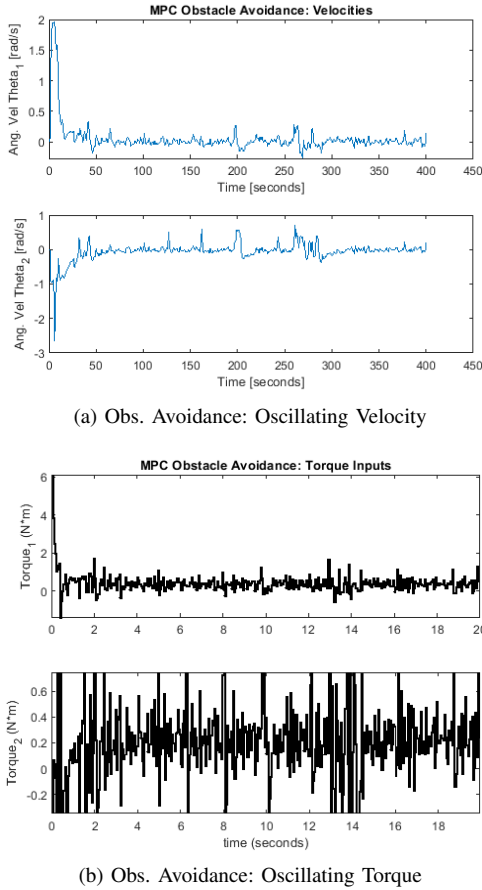 MPC Obstacle Avoidance: Velocities
Ang. Vel Theta1 [rad/s]
2
1.5
1
0.5
0
0 50 100 150 200 250 300 350 400 450
Time [seconds]
Ang. Vel Theta2 [rad/s]
1
0
-1
-2
-3
0 50 100 150 200 250 300 350 400 450
Time [seconds]
(a) Obs. Avoidance: Oscillating Velocity
MPC Obstacle Avoidance: Torque Inputs
Torque1 (N*m)
6
4
2
0
0 2 4 6 8 10 12 14 16 18 20
Torque2 (N*m)
0.6
0.4
0.2
0
-0.2
0 2 4 6 8 10 12 14 16 18
time (seconds)
(b) Obs. Avoidance: Oscillating Torque